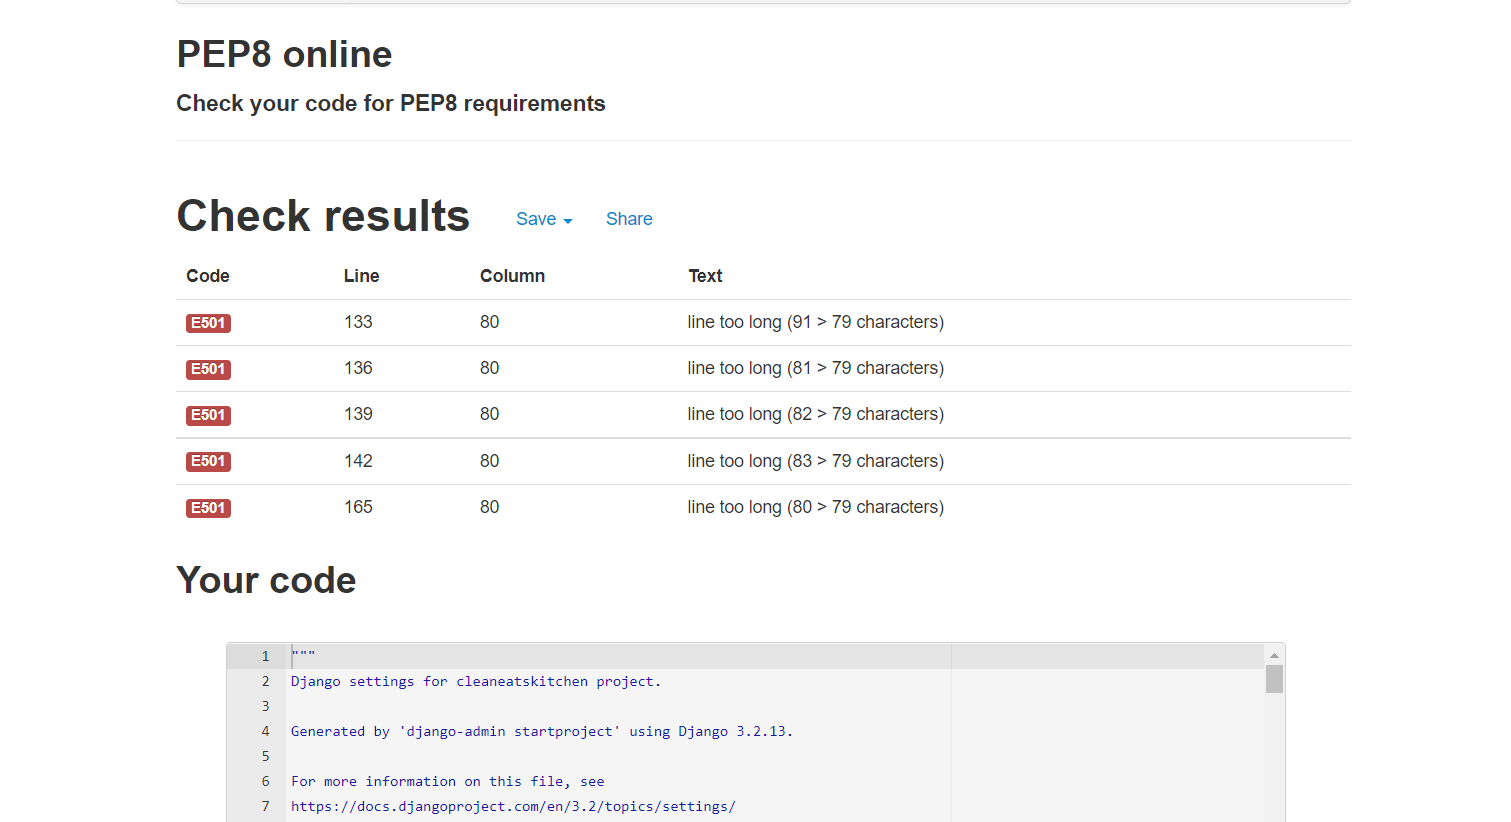 PEP8 online
Check your code for PEP8 requirements
Check results Save Share
Code Line Column Text
E501 133 80 line too long (91 > 79 characters)
E501 136 80 line too long (81 > 79 characters)
E501 139 80 line too long (82 > 79 characters)
E501 142 80 line too long (83 > 79 characters)
E501 165 80 line too long (80 > 79 characters)
Your code
1 """
2 Django settings for cleaneatskitchen project.
3
4 Generated by 'django-admin startproject' using Django 3.2.13.
5
6 For more information on this file, see
7 https://docs.djangoproject.com/en/3.2/topics/settings/